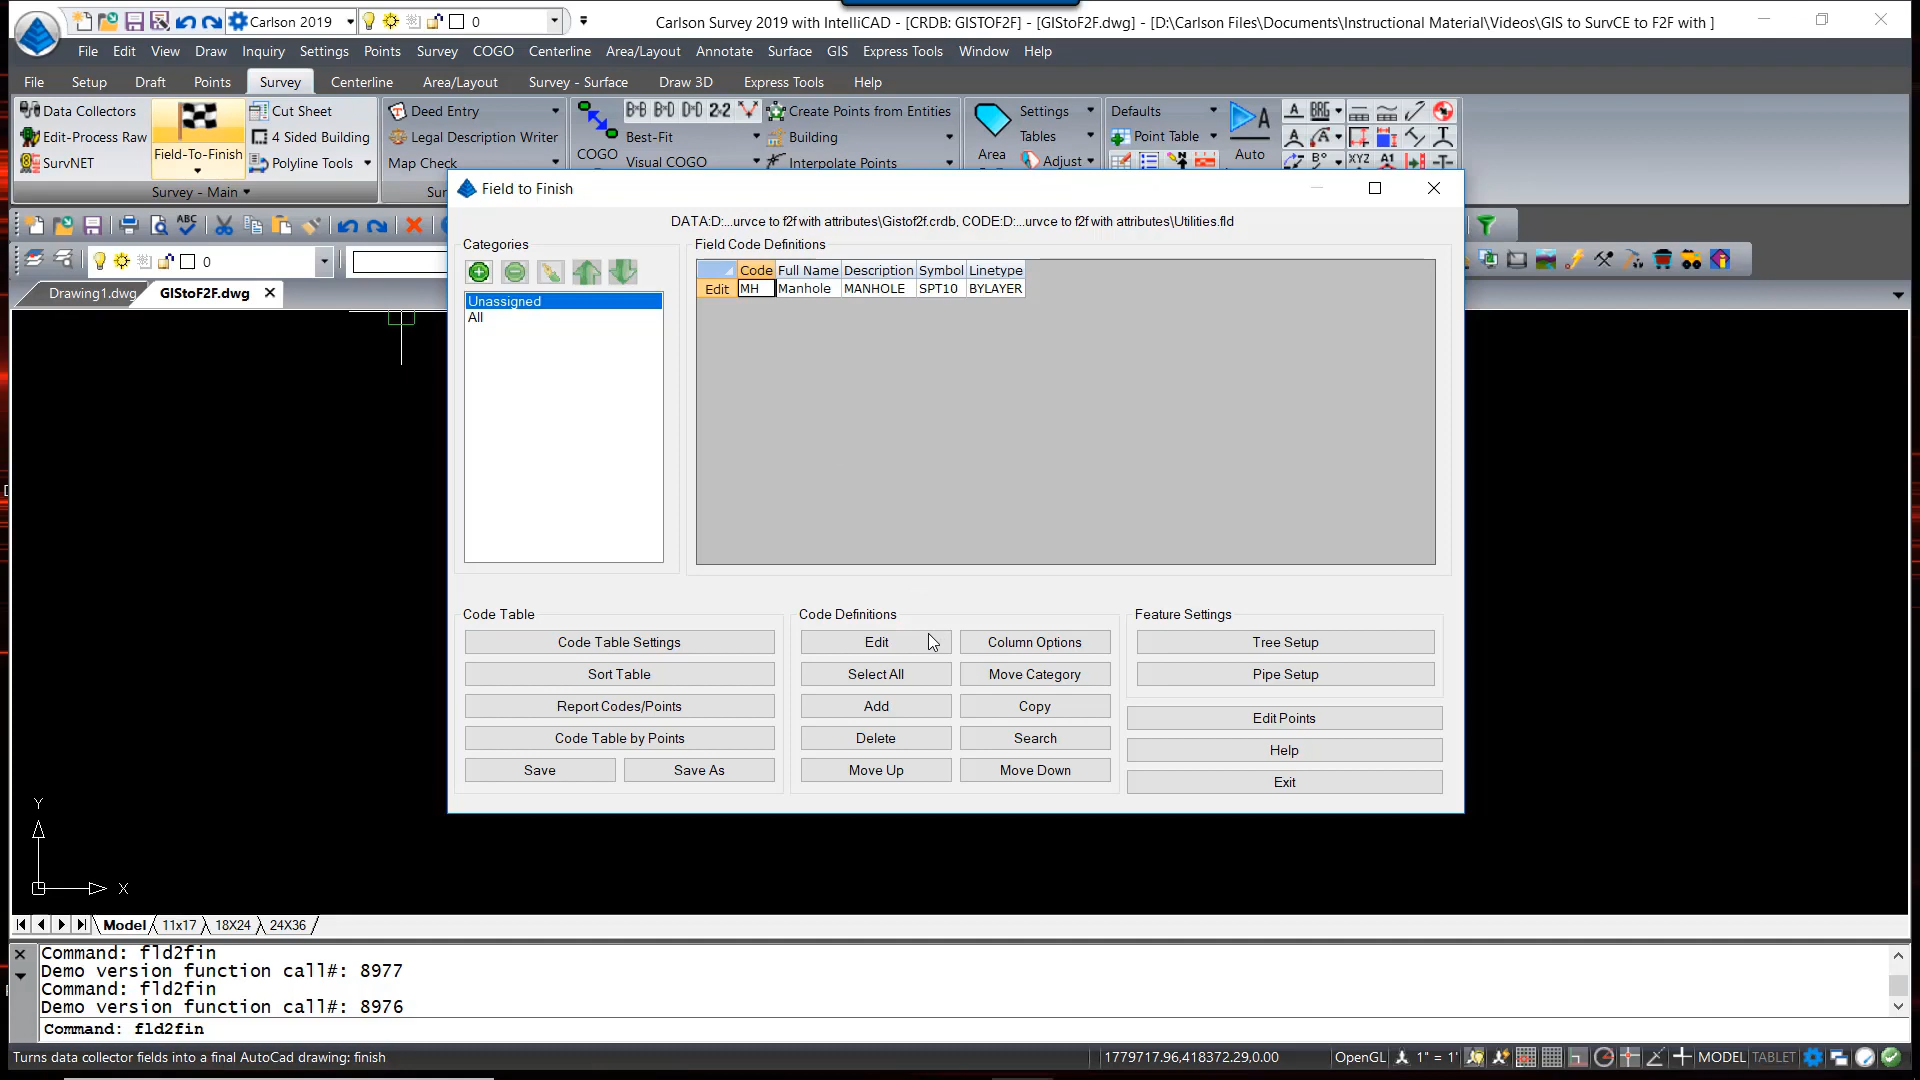 Carlson 2019
0
Carlson Survey 2019 with IntelliCAD - [CRDB: GISTOF2F] - [GIStoF2F.dwg] - [D:\Carlson Files\Documents\Instructional Material\Videos\GIS to SurvCE to F2F with ]
File Edit View Draw Inquiry Settings Points Survey COGO Centerline Area/Layout Annotate Surface GIS Express Tools Window Help
File Setup Draft Points Survey Centerline Area/Layout Survey - Surface Draw 3D Express Tools Help
Data Collectors
Edit-Process Raw
SurvNET
Field-To-Finish
Cut Sheet
4 Sided Building
Polyline Tools
Survey - Main
Deed Entry
Legal Description Writer
Map Check
Sur
COGO
Best-Fit
Visual COGO
Create Points from Entities
Building
Interpolate Points
Area
Settings
Tables
Adjust
Defaults
Point Table
Auto
BRG
XYZ
ABC
0
Drawing1.dwg
GIStoF2F.dwg
Field to Finish
DATA:D:...urvce to f2f with attributes\Gistof2f.crdb, CODE:D:...urvce to f2f with attributes\Utilities.fld
Categories
Unassigned
All
Field Code Definitions
Code Full Name Description Symbol Linetype
Edit MH Manhole MANHOLE SPT10 BYLAYER
Code Table
Code Table Settings
Sort Table
Report Codes/Points
Code Table by Points
Save Save As
Code Definitions
Edit Column Options
Select All Move Category
Add Copy
Delete Search
Move Up Move Down
Feature Settings
Tree Setup
Pipe Setup
Edit Points
Help
Exit
Y
X
Model 11x17 18X24 24X36
Command: fld2fin
Demo version function call#: 8977
Command: fld2fin
Demo version function call#: 8976
Command: fld2fin
Turns data collector fields into a final AutoCad drawing: finish
1779717.96,418372.29,0.00
OpenGL
1" = 1'
MODEL
TABLET